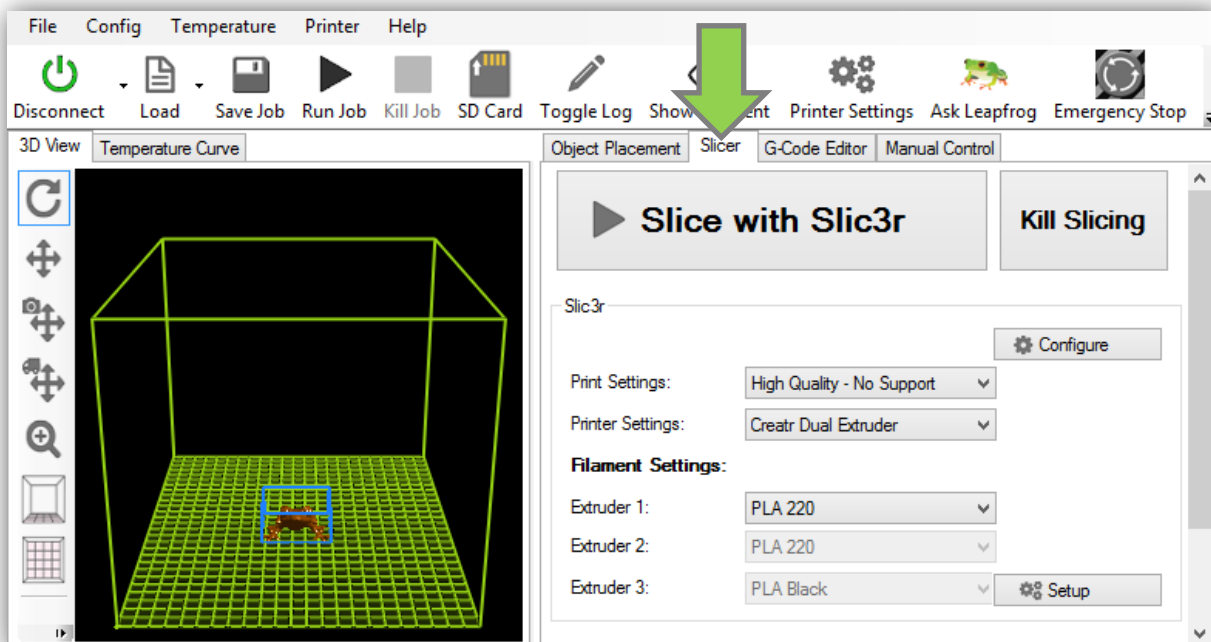 File Config Temperature Printer Help
Disconnect Load Save Job Run Job Kill Job SD Card Toggle Log Printer Settings Ask Leapfrog Emergency Stop
3D View Temperature Curve Object Placement Slicer G-Code Editor Manual Control
Slice with Slic3r Kill Slicing
Slic3r
Configure
Print Settings: High Quality - No Support
Printer Settings: Creatr Dual Extruder
Filament Settings:
Extruder 1: PLA 220
Extruder 2: PLA 220
Extruder 3: PLA Black Setup